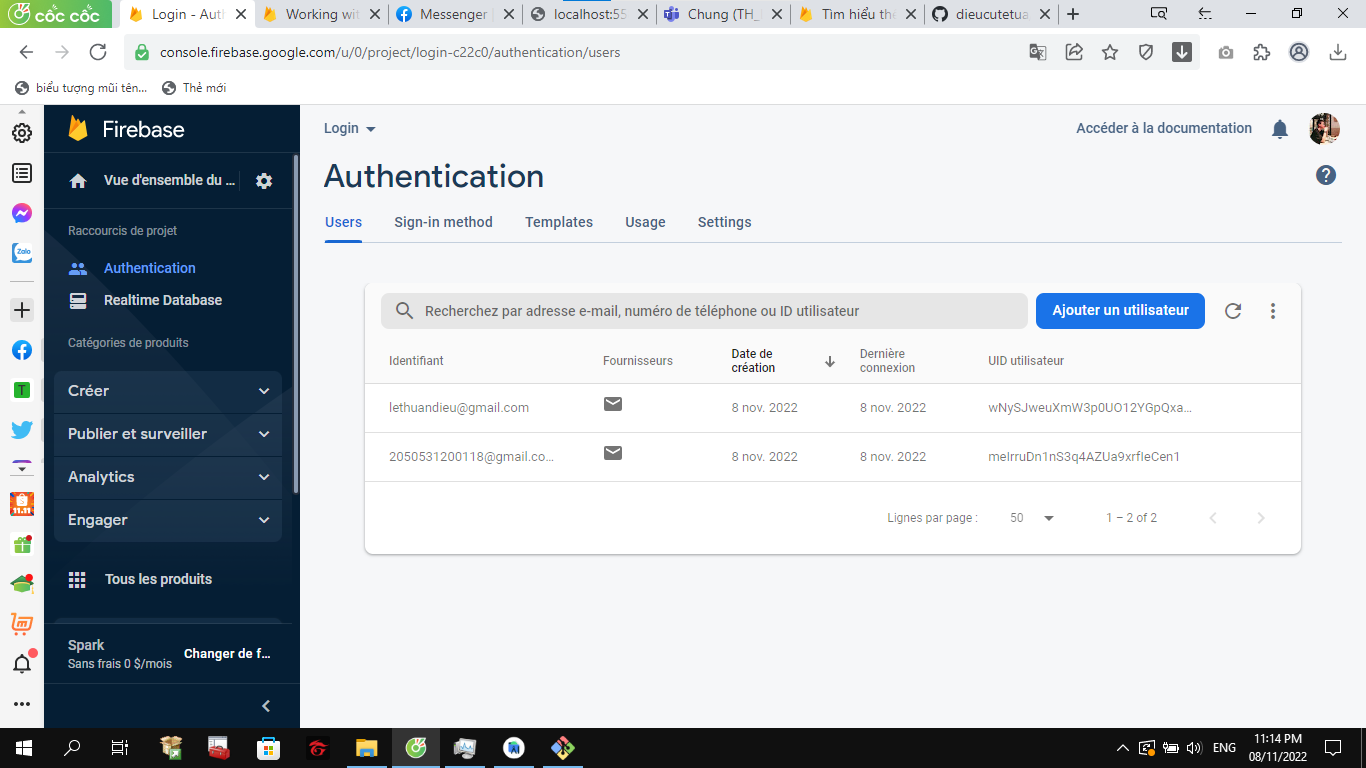 cốc cốc
Login - Auth
Working wit
Messenger
localhost:55
Chung (TH_
Tìm hiểu thê
dieucutetua
console.firebase.google.com/u/0/project/login-c22c0/authentication/users
biểu tượng mũi tên...
Thẻ mới
Firebase
Vue d'ensemble du ...
Raccourcis de projet
Authentication
Realtime Database
Catégories de produits
Créer
Publier et surveiller
Analytics
Engager
Tous les produits
Spark
Sans frais 0 $/mois
Changer de f...
Zalo
T
11.11
Login
Accéder à la documentation
Authentication
Users
Sign-in method
Templates
Usage
Settings
Recherchez par adresse e-mail, numéro de téléphone ou ID utilisateur
Ajouter un utilisateur
Identifiant
Fournisseurs
Date de
création
Dernière
connexion
UID utilisateur
lethuandieu@gmail.com
8 nov. 2022
8 nov. 2022
wNySJweuXmW3p0UO12YGpQxa...
2050531200118@gmail.co...
8 nov. 2022
8 nov. 2022
meIrruDn1nS3q4AZUa9xrfIeCen1
Lignes par page :
50
1 – 2 of 2
ENG
11:14 PM
08/11/2022